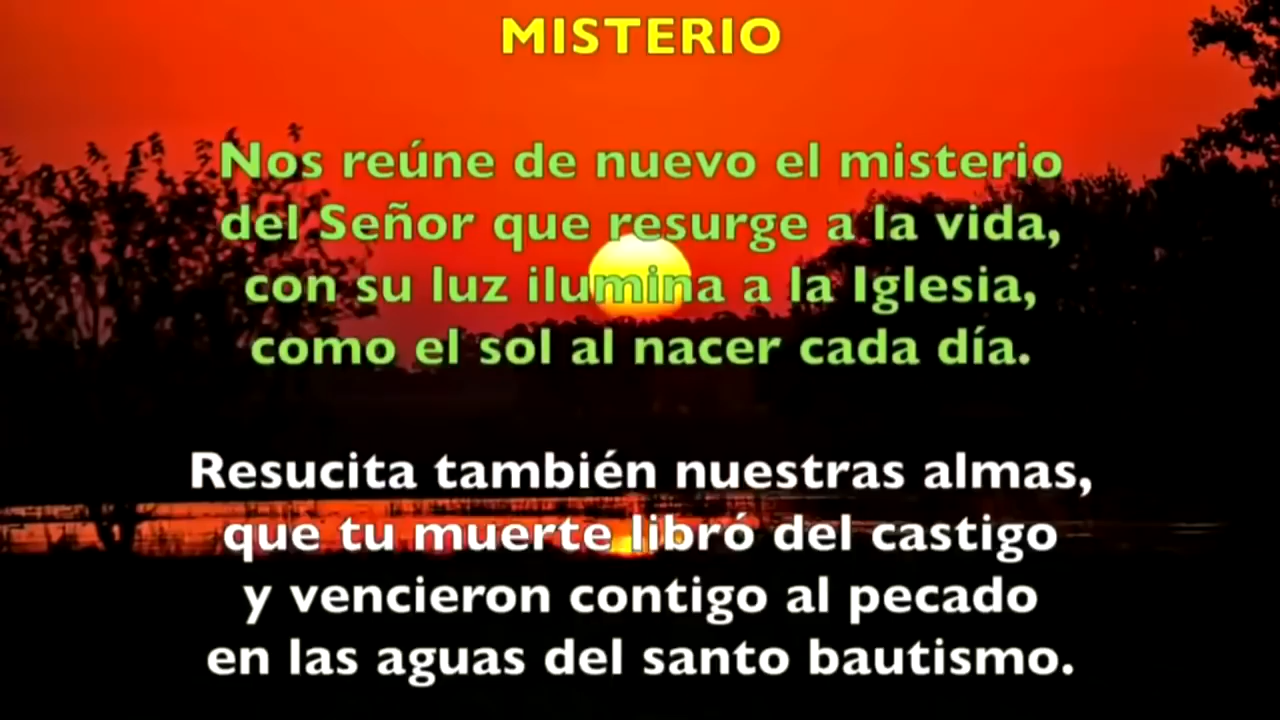 MISTERIO
Nos reúne de nuevo el misterio
del Señor que resurge a la vida,
con su luz ilumina a la Iglesia,
como el sol al nacer cada día.
Resucita también nuestras almas,
que tu muerte libró del castigo
y vencieron contigo al pecado
en las aguas del santo bautismo.